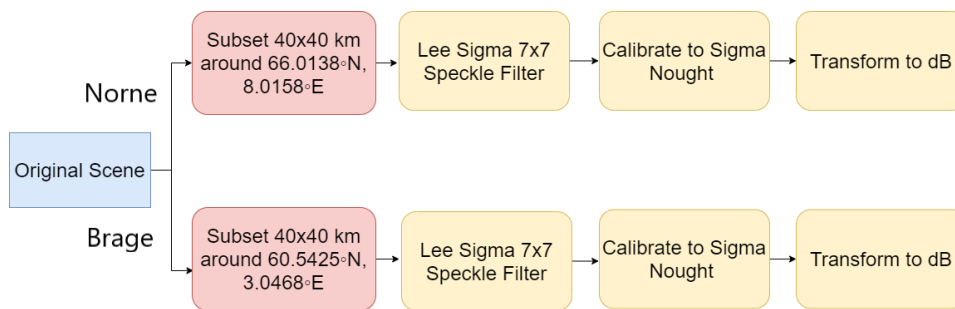 Subset 40x40 km
around 66.0138◦N,
8.0158◦E
Lee Sigma 7x7
Speckle Filter
Calibrate to Sigma
Nought
Transform to dB
Norne
Original Scene
Brage
Subset 40x40 km
around 60.5425◦N,
3.0468◦E
Lee Sigma 7x7
Speckle Filter
Calibrate to Sigma
Nought
Transform to dB